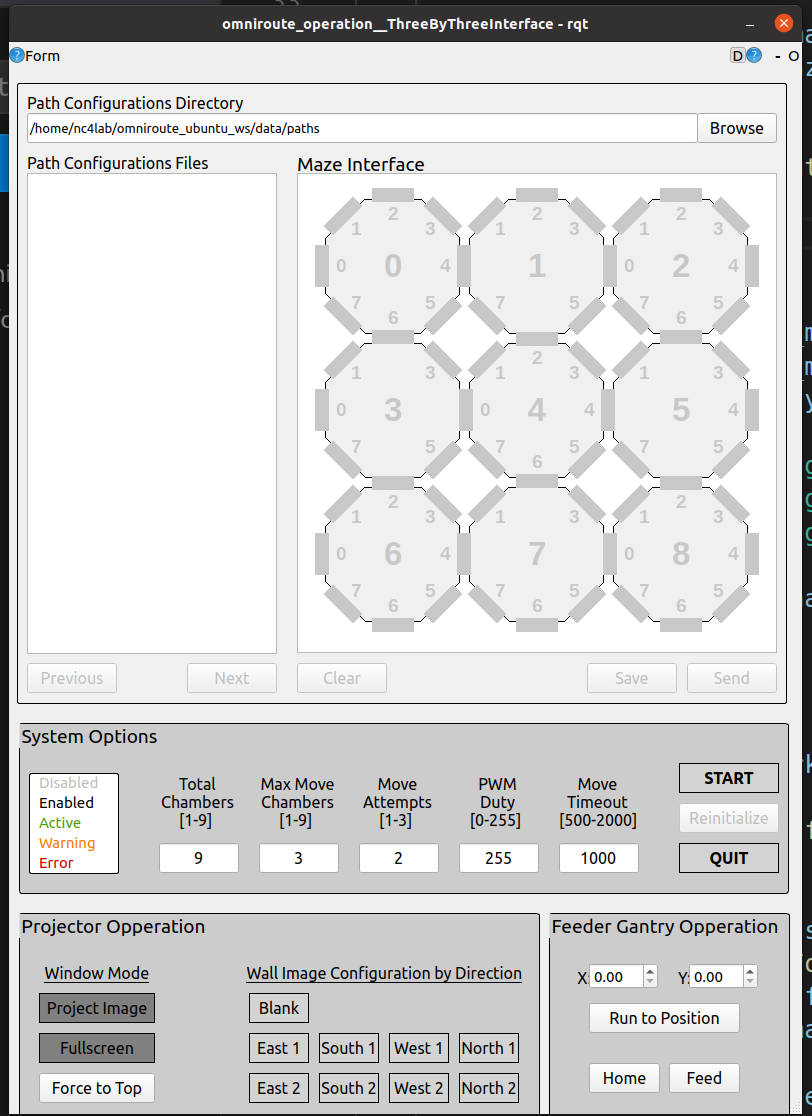 omniroute_operation__ThreeByThreeInterface - rqt
Form
D
- O
Path Configurations Directory
/home/nc4lab/omniroute_ubuntu_ws/data/paths
Browse
Path Configurations Files
Maze Interface
2 2 2
1 3 1 3 1 3
0 0 4 1 0 2 4
7 5 7 5 7 5
6 6
2
1 3 1 3 1 3
0 3 0 4 4 5 4
7 5 7 5 7 5
6
2 2
1 3 1 3 1 3
0 6 4 7 0 8 4
7 5 7 5 7 5
6 6 6
Previous
Next
Clear
Save
Send
System Options
DIsabled
Enabled
Active
Warning
Error
Total
Chambers
[1-9]
9
Max Move
Chambers
[1-9]
3
Move
Attempts
[1-3]
2
PWM
Duty
[0-255]
255
Move
Timeout
[500-2000]
1000
START
Reinitialize
QUIT
Projector Opperation
Window Mode
Project Image
Fullscreen
Force to Top
Wall Image Configuration by Direction
Blank
East 1 South 1 West 1 North 1
East 2 South 2 West 2 North 2
Feeder Gantry Opperation
X: 0.00 Y: 0.00
Run to Position
Home
Feed